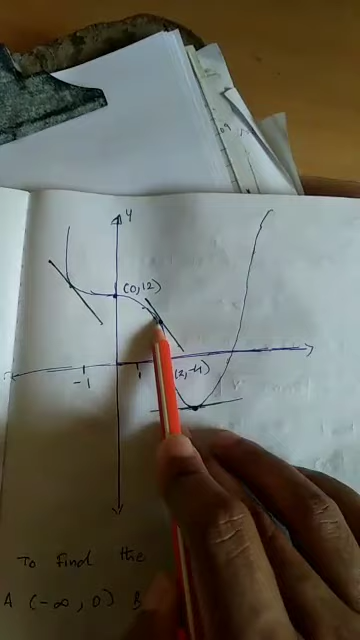 y
(0,12)
-1 1 (2,-4)
To find the
A (-∞, 0) B